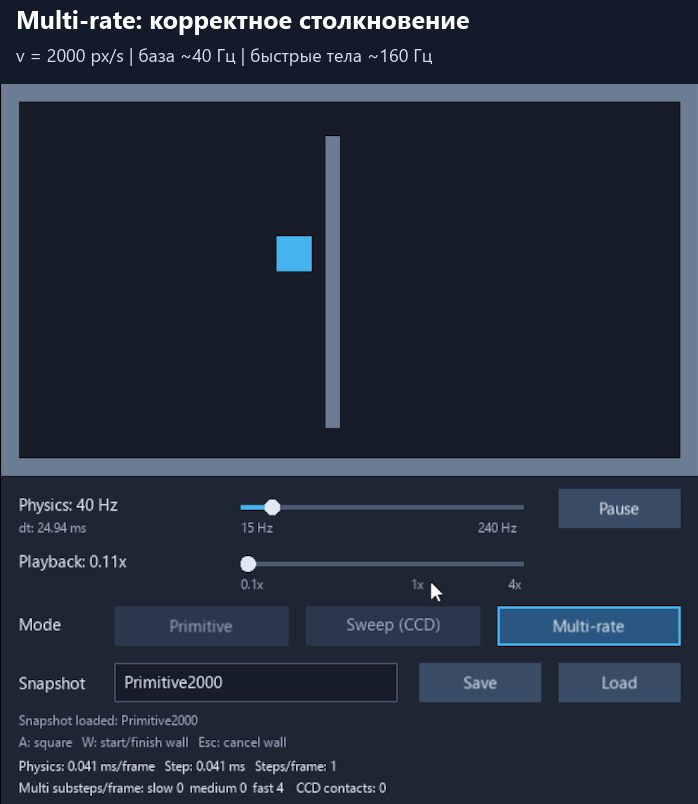 Multi-rate: корректное столкновение
v = 2000 px/s | база ~40 Гц | быстрые тела ~160 Гц
Physics: 40 Hz
dt: 24.94 ms
15 Hz
240 Hz
Pause
Playback: 0.11x
0.1x
1x
4x
Mode
Primitive
Sweep (CCD)
Multi-rate
Snapshot
Primitive2000
Save
Load
Snapshot loaded: Primitive2000
A: square W: start/finish wall Esc: cancel wall
Physics: 0.041 ms/frame Step: 0.041 ms Steps/frame: 1
Multi substeps/frame: slow 0 medium 0 fast 4 CCD contacts: 0